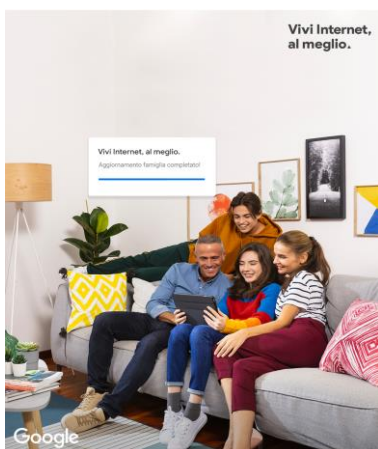 Vivi Internet,
al meglio.
Vivi Internet, al meglio.
Aggiornamento famiglia completato!
Google